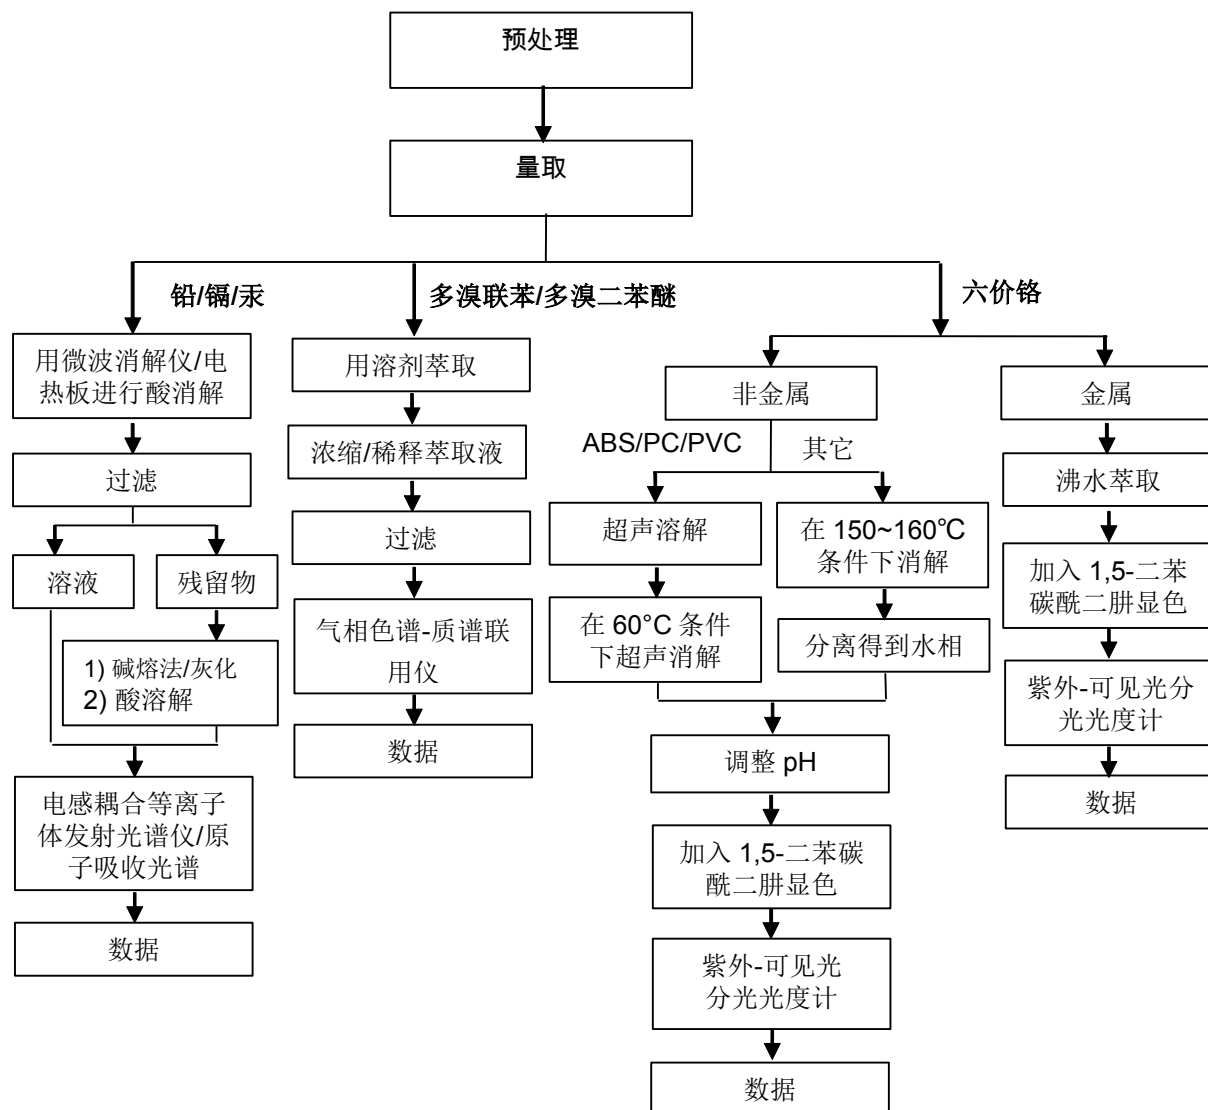 预处理
量取
铅/镉/汞
多溴联苯/多溴二苯醚
六价铬
用微波消解仪/电
热板进行酸消解
过滤
溶液
残留物
1) 碱熔法/灰化
2) 酸溶解
电感耦合等离子
体发射光谱仪/原
子吸收光谱
数据
用溶剂萃取
浓缩/稀释萃取液
过滤
气相色谱-质谱联
用仪
数据
非金属
ABS/PC/PVC
其它
超声溶解
在 60°C 条件
下超声消解
在 150~160℃
条件下消解
分离得到水相
调整 pH
加入 1,5-二苯碳
酰二肼显色
紫外-可见光
分光光度计
数据
金属
沸水萃取
加入 1,5-二苯
碳酰二肼显色
紫外-可见光分
光光度计
数据